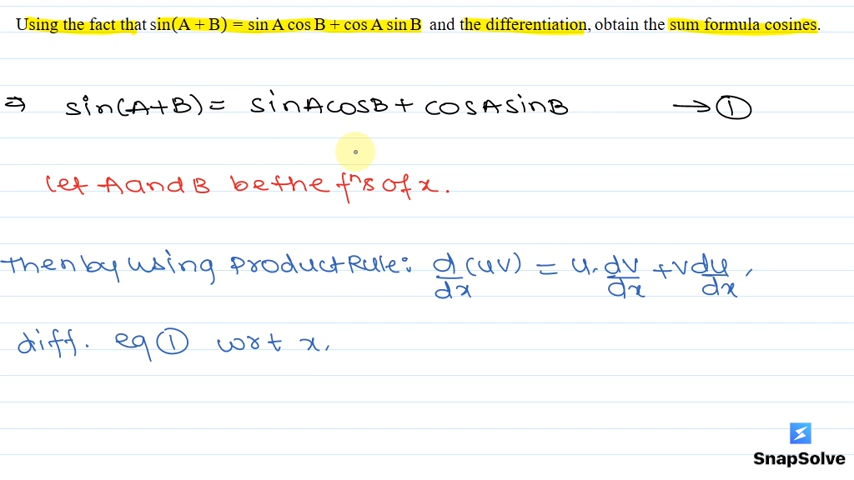 Using the fact that sin(A + B) = sin A cos B + cos A sin B and the differentiation, obtain the sum formula cosines.
⇒ sin(A+B) = sinAcosB + cosAsinB → ①
Let A and B be the fⁿs of x.
Then by using Product Rule: d/dx (uv) = u. dv/dx + v du/dx,
diff. eq ① wrt x,
SnapSolve